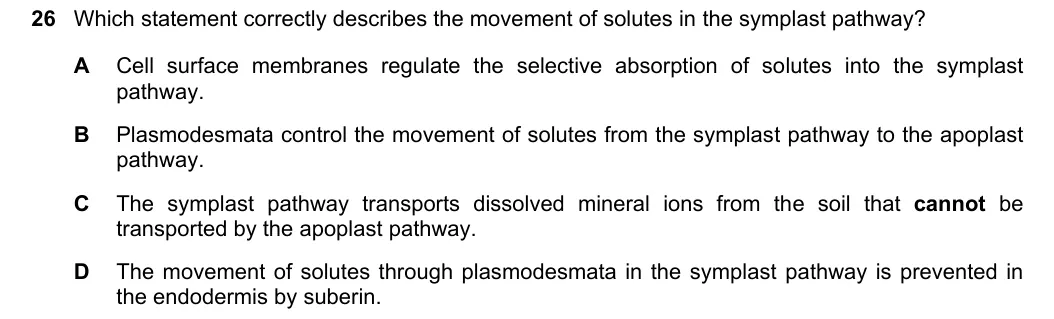 26 Which statement correctly describes the movement of solutes in the symplast pathway?
A Cell surface membranes regulate the selective absorption of solutes into the symplast
pathway.
B Plasmodesmata control the movement of solutes from the symplast pathway to the apoplast
pathway.
C The symplast pathway transports dissolved mineral ions from the soil that cannot be
transported by the apoplast pathway.
D The movement of solutes through plasmodesmata in the symplast pathway is prevented in
the endodermis by suberin.